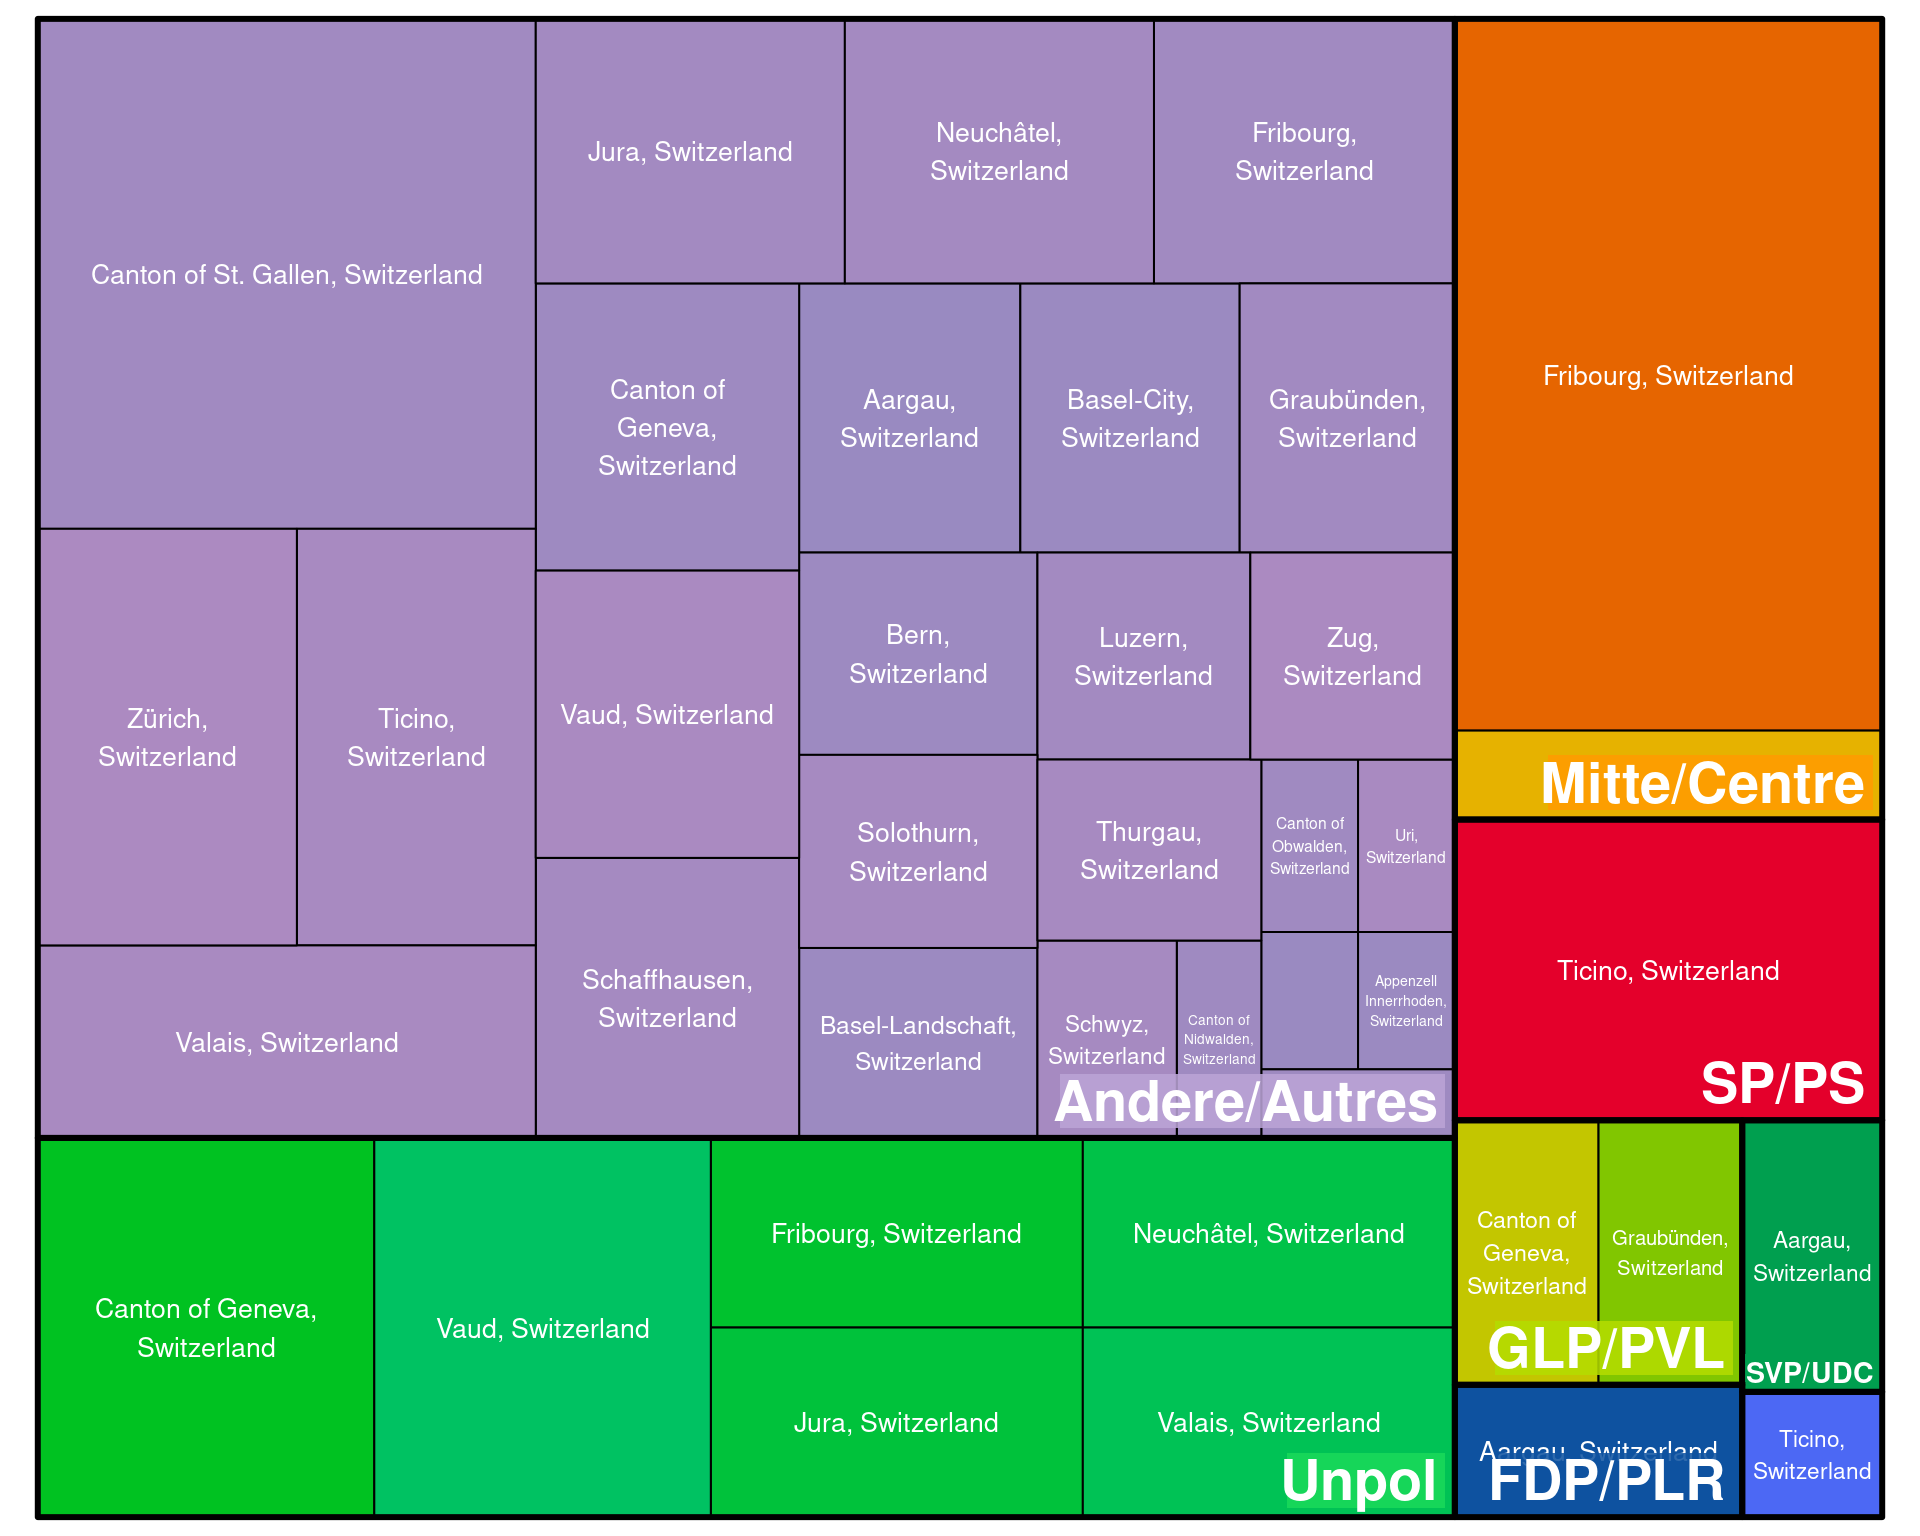 Canton of St. Gallen, Switzerland
Jura, Switzerland
Neuchâtel,
Switzerland
Fribourg,
Switzerland
Canton of
Geneva,
Switzerland
Aargau,
Switzerland
Basel-City,
Switzerland
Graubünden,
Switzerland
Zürich,
Switzerland
Ticino,
Switzerland
Vaud, Switzerland
Bern,
Switzerland
Luzern,
Switzerland
Zug,
Switzerland
Solothurn,
Switzerland
Thurgau,
Switzerland
Canton of
Obwalden,
Switzerland
Uri,
Switzerland
Valais, Switzerland
Schaffhausen,
Switzerland
Basel-Landschaft,
Switzerland
Schwyz,
Switzerland
Canton of
Nidwalden,
Switzerland
Appenzell
Innerrhoden,
Switzerland
Andere/Autres
Canton of Geneva,
Switzerland
Vaud, Switzerland
Fribourg, Switzerland
Neuchâtel, Switzerland
Jura, Switzerland
Valais, Switzerland
Unpol
Fribourg, Switzerland
Mitte/Centre
Ticino, Switzerland
SP/PS
Canton of
Geneva,
Switzerland
Graubünden,
Switzerland
GLP/PVL
Aargau,
Switzerland
SVP/UDC
Aargau, Switzerland
FDP/PLR
Ticino,
Switzerland